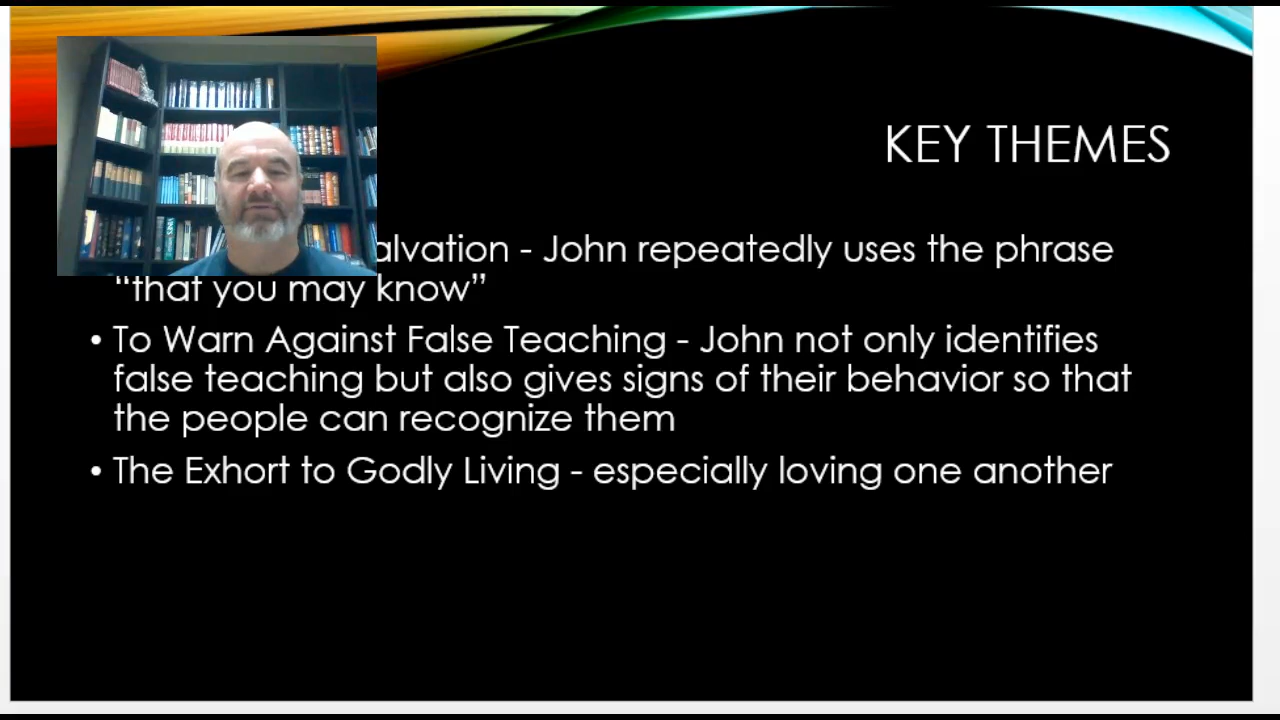 KEY THEMES
alvation - John repeatedly uses the phrase
“that you may know”
• To Warn Against False Teaching - John not only identifies
false teaching but also gives signs of their behavior so that
the people can recognize them
• The Exhort to Godly Living - especially loving one another